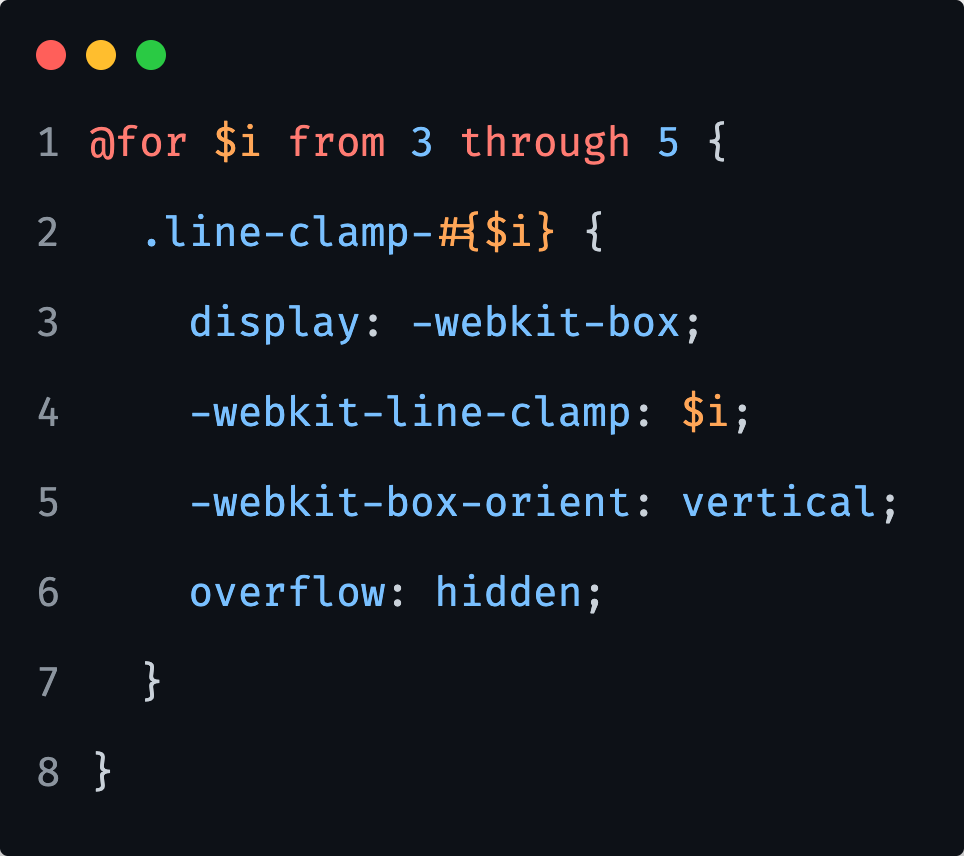 1 @for $i from 3 through 5 {
2   .line-clamp-#{$i} {
3     display: -webkit-box;
4     -webkit-line-clamp: $i;
5     -webkit-box-orient: vertical;
6     overflow: hidden;
7   }
8 }